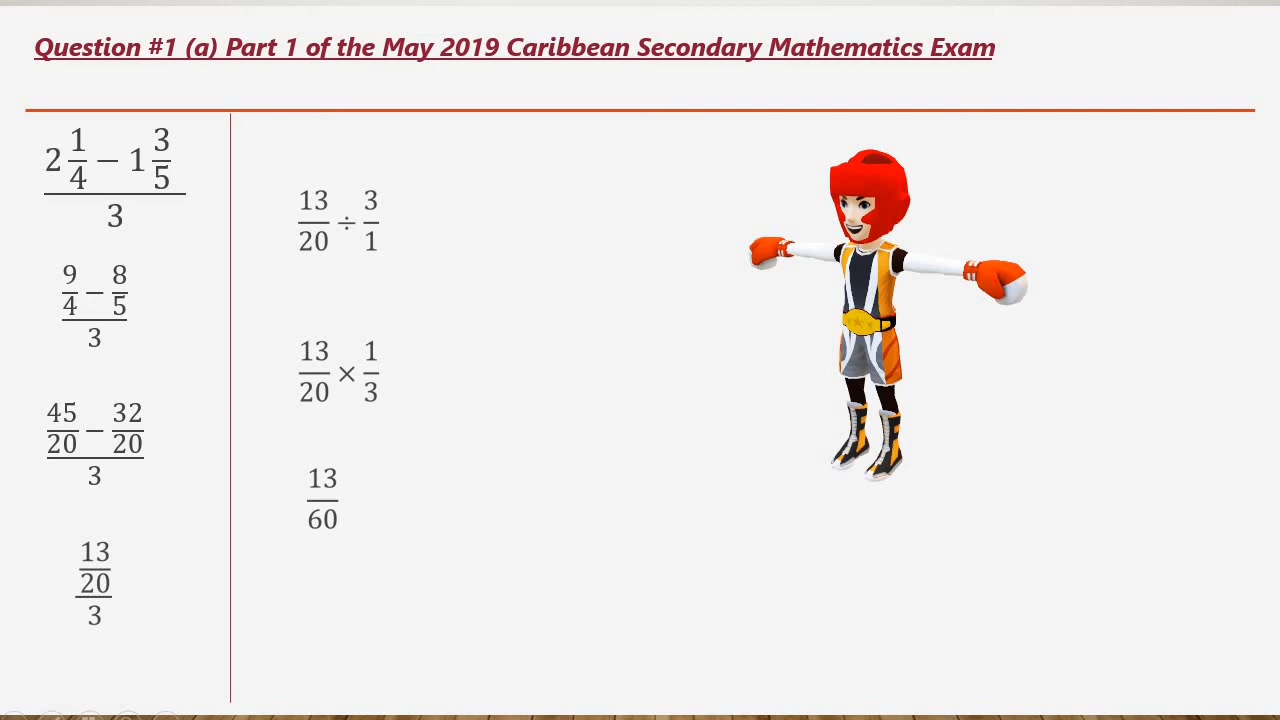 Question #1 (a) Part 1 of the May 2019 Caribbean Secondary Mathematics Exam
2 1/4 − 1 3/5
3
9/4 − 8/5
3
45/20 − 32/20
3
13/20
3
13/20 ÷ 3/1
13/20 × 1/3
13/60